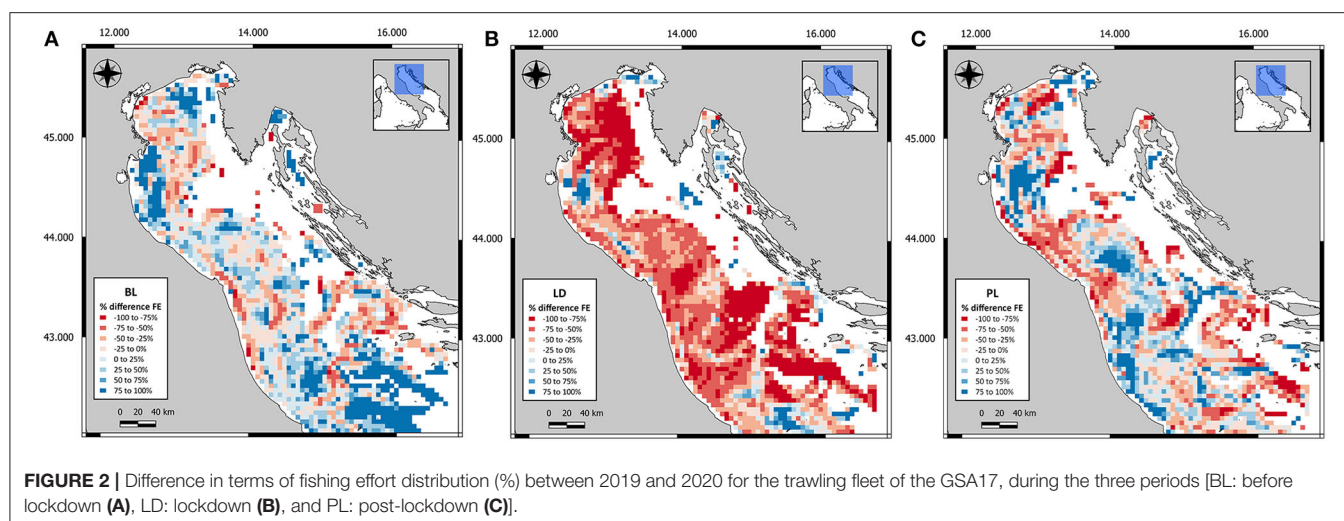 A
12.000 14.000 16.000
45.000
44.000
43.000
BL
% difference FE
-100 to -75%
-75 to -50%
-50 to -25%
-25 to 0%
0 to 25%
25 to 50%
50 to 75%
75 to 100%
0 20 40 km
B
12.000 14.000 16.000
45.000
44.000
43.000
LD
% difference FE
-100 to -75%
-75 to -50%
-50 to -25%
-25 to 0%
0 to 25%
25 to 50%
50 to 75%
75 to 100%
0 20 40 km
C
12.000 14.000 16.000
45.000
44.000
43.000
PL
% difference FE
-100 to -75%
-75 to -50%
-50 to -25%
-25 to 0%
0 to 25%
25 to 50%
50 to 75%
75 to 100%
0 20 40 km
FIGURE 2 | Difference in terms of fishing effort distribution (%) between 2019 and 2020 for the trawling fleet of the GSA17, during the three periods [BL: before
lockdown (A), LD: lockdown (B), and PL: post-lockdown (C)].